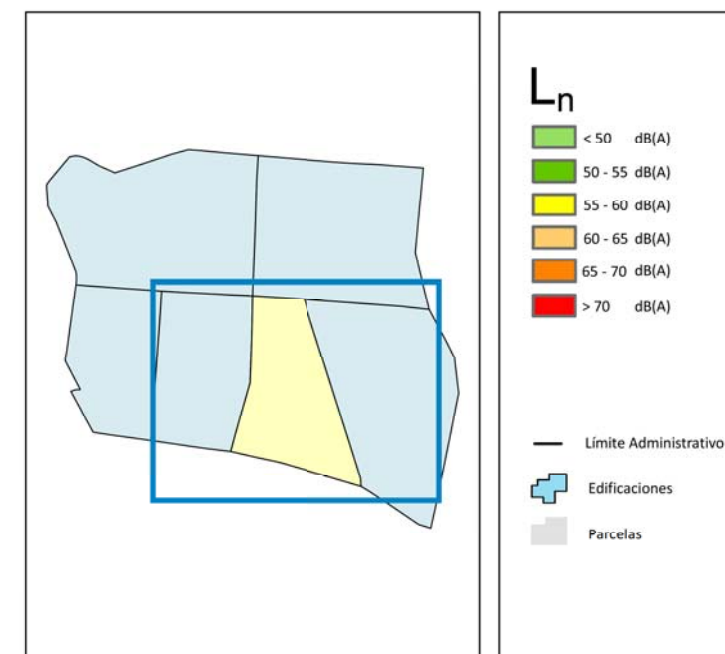 Ln
< 50 dB(A)
50 - 55 dB(A)
55 - 60 dB(A)
60 - 65 dB(A)
65 - 70 dB(A)
> 70 dB(A)
Límite Administrativo
Edificaciones
Parcelas